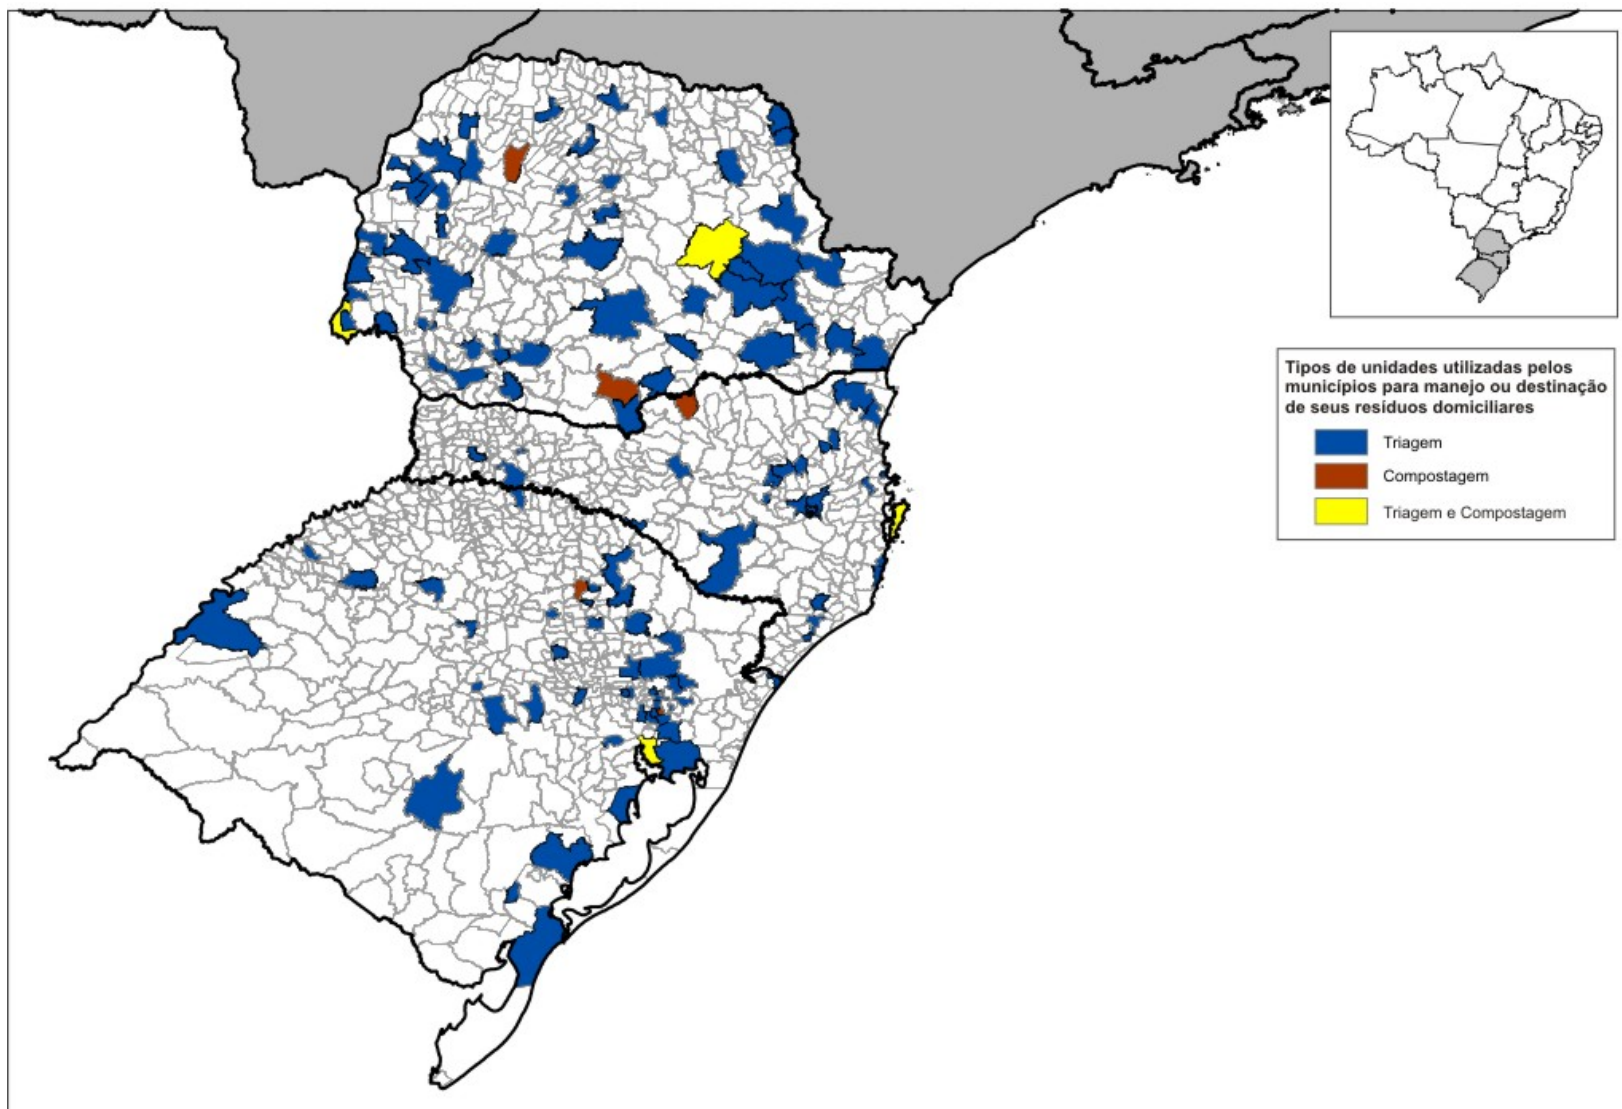 Tipos de unidades utilizadas pelos
municípios para manejo ou destinação
de seus resíduos domiciliares
Triagem
Compostagem
Triagem e Compostagem